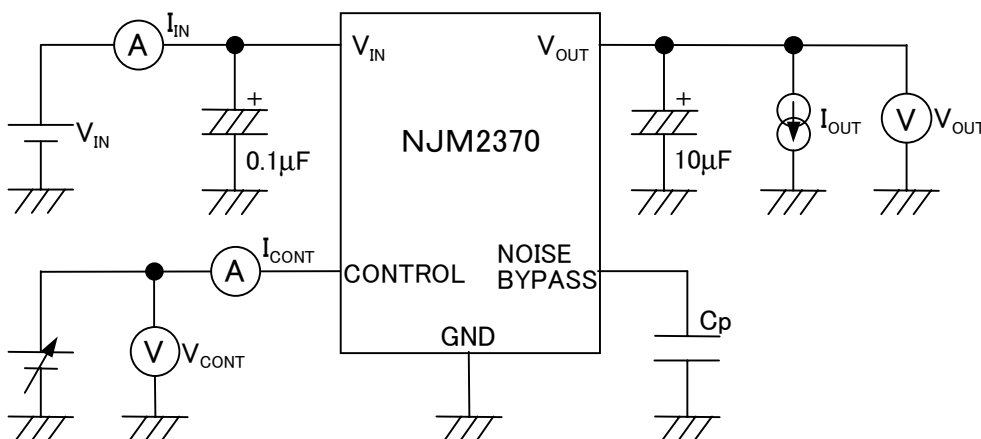 I_IN
A
V_IN
V_OUT
+
+
V_IN
0.1μF
NJM2370
10μF
I_OUT
V
V_OUT
I_CONT
A
CONTROL
NOISE
BYPASS
V
V_CONT
GND
Cp